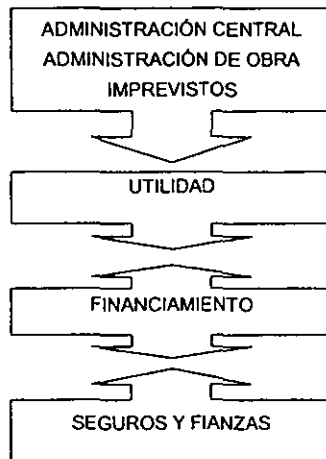 ADMINISTRACIÓN CENTRAL
ADMINISTRACIÓN DE OBRA
IMPREVISTOS
UTILIDAD
FINANCIAMIENTO
SEGUROS Y FIANZAS